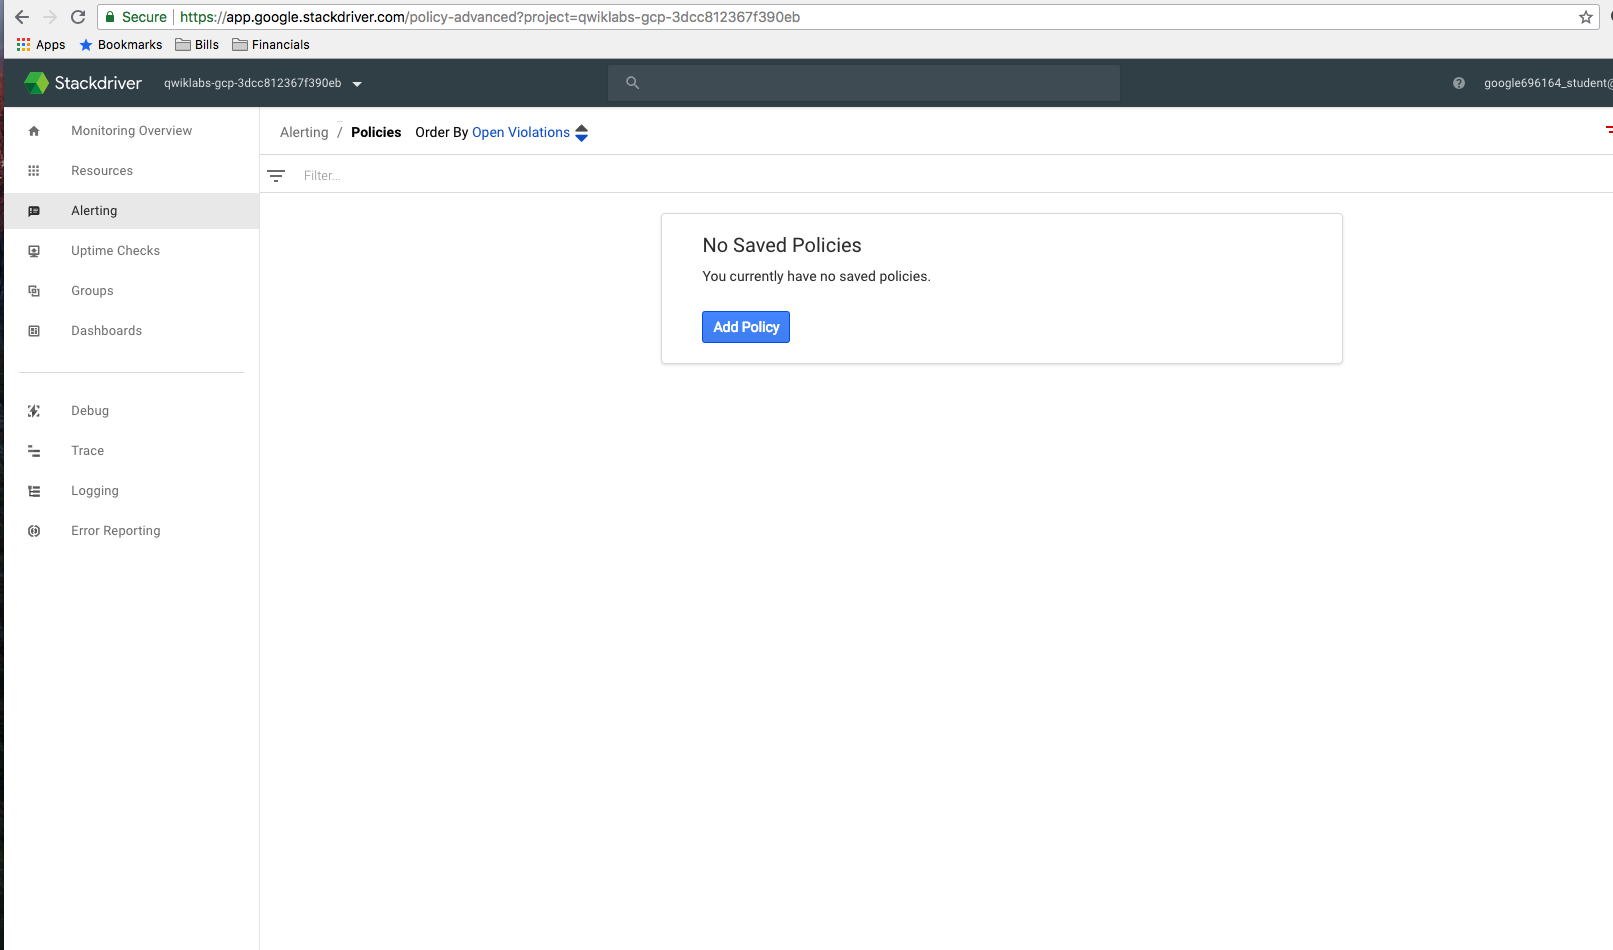 Secure https://app.google.stackdriver.com/policy-advanced?project=qwiklabs-gcp-3dcc812367f390eb
Apps Bookmarks Bills Financials
Stackdriver qwiklabs-gcp-3dcc812367f390eb google696164_student@
Monitoring Overview
Resources
Alerting
Uptime Checks
Groups
Dashboards
Debug
Trace
Logging
Error Reporting
Alerting / Policies Order By Open Violations
Filter...
No Saved Policies
You currently have no saved policies.
Add Policy